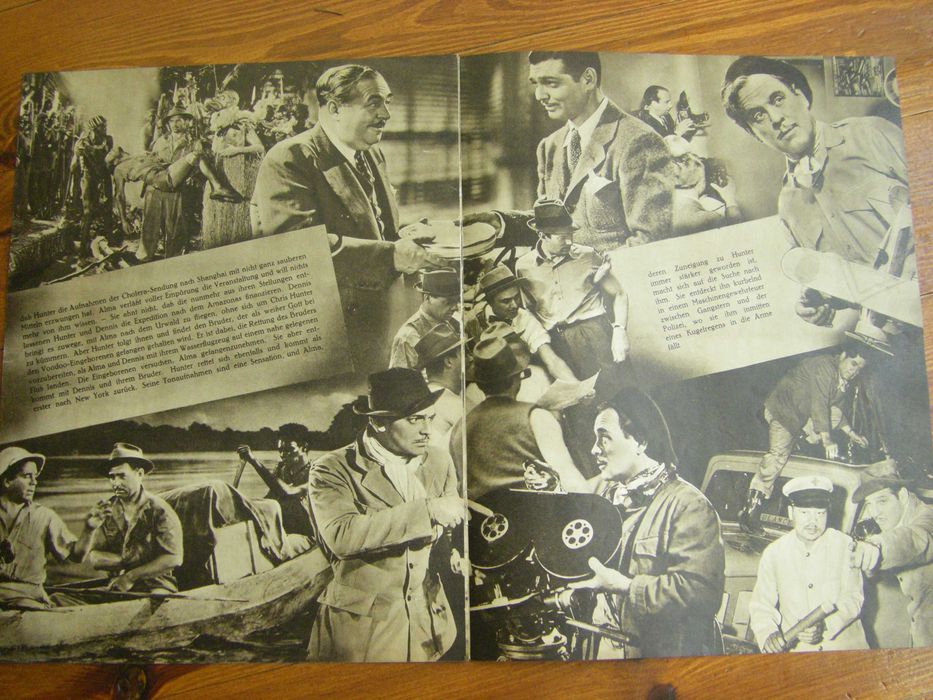 daß Hunter die Aufnahmen der Cholera-Sendung nach Shanghai mit nicht ganz sauberen
Mitteln erzwungen hat. Alma verläßt voller Empörung die Veranstaltung und will nichts
mehr von ihm wissen. — Sie ahnt nicht, daß die nunmehr aus ihren Stellungen ent-
lassenen Hunter und Dennis die Expedition nach dem Amazonas finanzieren. Dennis
bringt es zuwege, mit Alma nach dem Urwald zu fliegen, ohne sich um Chris Hunter
zu kümmern. Aber Hunter folgt ihnen und findet den Bruder, der als weißer Gott bei
den Voodoo-Eingeborenen gefangen gehalten wird. Er ist dabei, die Rettung des Bruders
vorzubereiten, als Alma und Dennis mit ihrem Wasserflugzeug auf einem nahe gelegenen
Fluß landen. Die Eingeborenen versuchen, Alma gefangenzunehmen. Sie aber ent-
kommt mit Dennis und ihrem Bruder. Hunter rettet sich ebenfalls und kommt als
erster nach New York zurück. Seine Tonaufnahmen sind eine Sensation, und Alma,
deren Zuneigung zu Hunter
immer stärker geworden ist,
macht sich auf die Suche nach
ihm. Sie entdeckt ihn kurbelnd
in einem Maschinengewehrfeuer
zwischen Gangstern und der
Polizei, wo sie ihm inmitten
eines Kugelregens in die Arme
fällt.